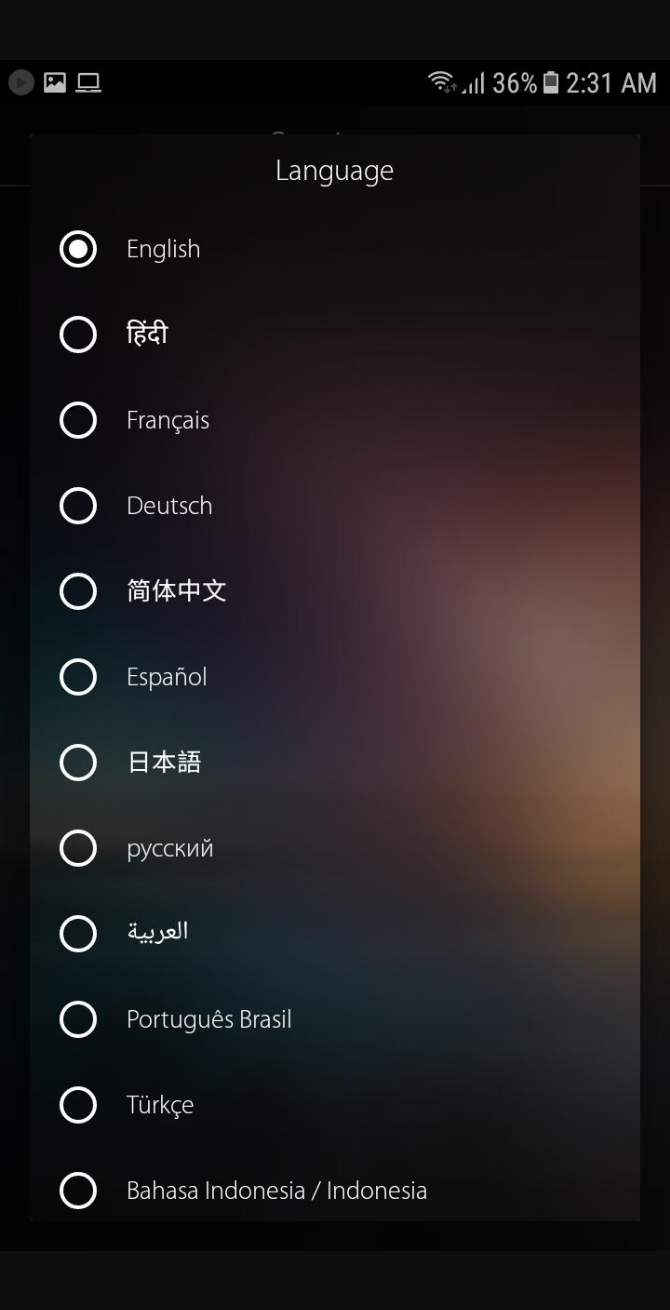 36% 2:31 AM
Language
English
हिंदी
Français
Deutsch
简体中文
Español
日本語
русский
العربية
Português Brasil
Türkçe
Bahasa Indonesia / Indonesia